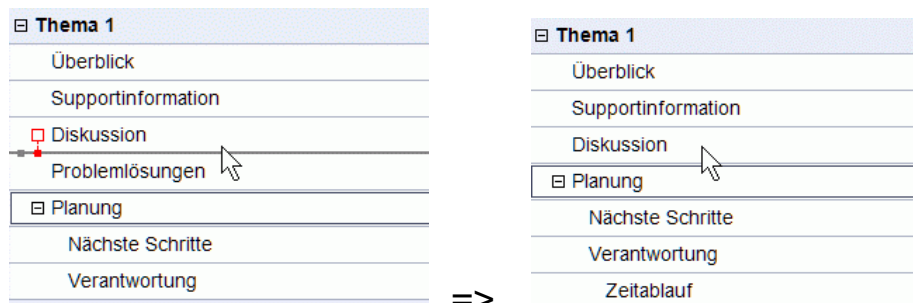 Thema 1
Überblick
Supportinformation
Diskussion
Problemlösungen
Planung
Nächste Schritte
Verantwortung
=>
Thema 1
Überblick
Supportinformation
Diskussion
Planung
Nächste Schritte
Verantwortung
Zeitablauf